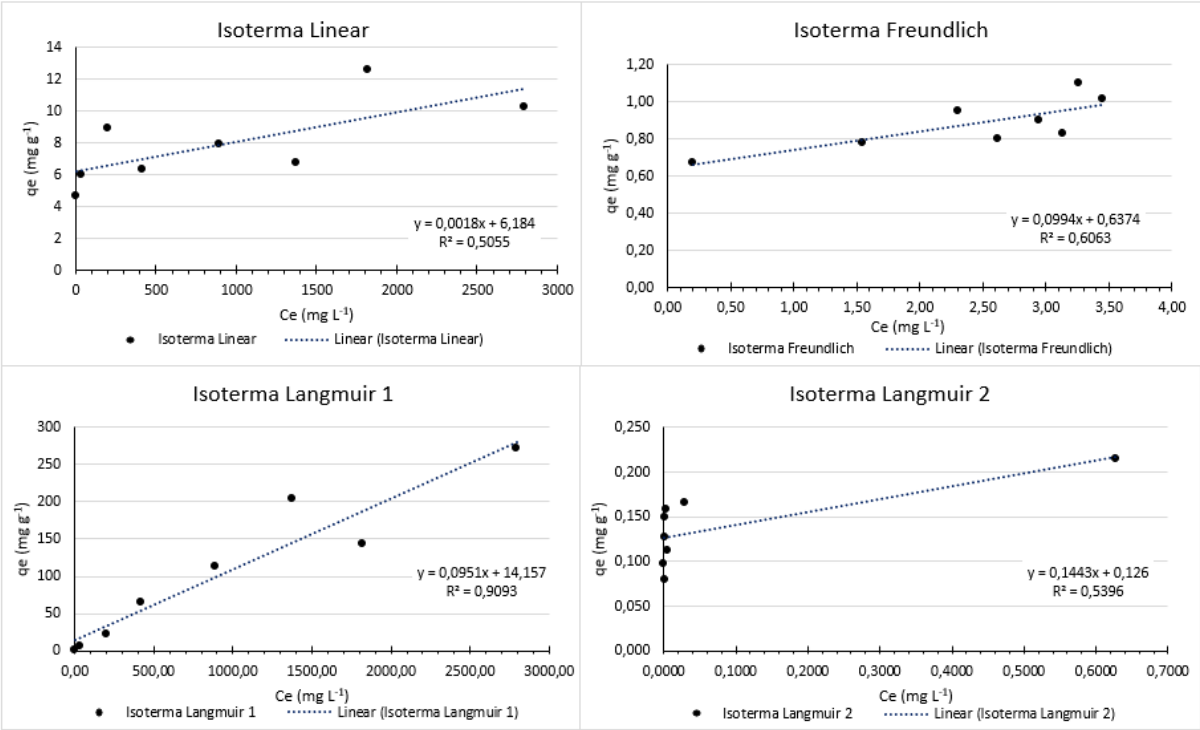 Isoterma Linear
14
12
10
8
6
4
2
0
qe (mg g⁻¹)
y = 0,0018x + 6,184
R² = 0,5055
0 500 1000 1500 2000 2500 3000
Ce (mg L⁻¹)
Isoterma Linear Linear (Isoterma Linear)
Isoterma Freundlich
1,20
1,00
0,80
0,60
0,40
0,20
0,00
qe (mg g⁻¹)
y = 0,0994x + 0,6374
R² = 0,6063
0,00 0,50 1,00 1,50 2,00 2,50 3,00 3,50 4,00
Ce (mg L⁻¹)
Isoterma Freundlich Linear (Isoterma Freundlich)
Isoterma Langmuir 1
300
250
200
150
100
50
0
qe (mg g⁻¹)
y = 0,0951x + 14,157
R² = 0,9093
0,00 500,00 1000,00 1500,00 2000,00 2500,00 3000,00
Ce (mg L⁻¹)
Isoterma Langmuir 1 Linear (Isoterma Langmuir 1)
Isoterma Langmuir 2
0,250
0,200
0,150
0,100
0,050
0,000
qe (mg g⁻¹)
y = 0,1443x + 0,126
R² = 0,5396
0,0000 0,1000 0,2000 0,3000 0,4000 0,5000 0,6000 0,7000
Ce (mg L⁻¹)
Isoterma Langmuir 2 Linear (Isoterma Langmuir 2)